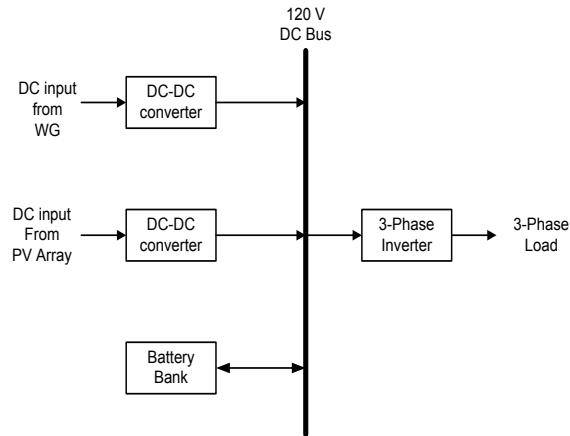 120 V
DC Bus
DC input
from
WG
DC-DC
converter
DC input
From
PV Array
DC-DC
converter
3-Phase
Inverter
3-Phase
Load
Battery
Bank